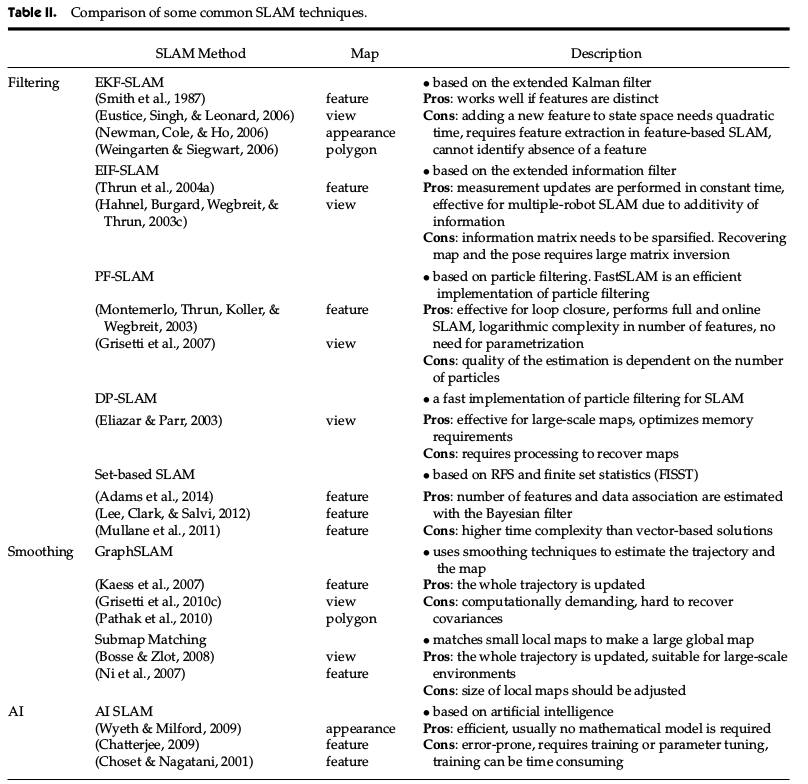 Table II. Comparison of some common SLAM techniques.
SLAM Method Map Description
Filtering EKF-SLAM • based on the extended Kalman filter
(Smith et al., 1987) feature Pros: works well if features are distinct
(Eustice, Singh, & Leonard, 2006) view Cons: adding a new feature to state space needs quadratic
(Newman, Cole, & Ho, 2006) appearance time, requires feature extraction in feature-based SLAM,
(Weingarten & Siegwart, 2006) polygon cannot identify absence of a feature
EIF-SLAM • based on the extended information filter
(Thrun et al., 2004a) feature Pros: measurement updates are performed in constant time,
(Hahnel, Burgard, Wegbreit, & view effective for multiple-robot SLAM due to additivity of
Thrun, 2003c) information
Cons: information matrix needs to be sparsified. Recovering
map and the pose requires large matrix inversion
PF-SLAM • based on particle filtering. FastSLAM is an efficient
implementation of particle filtering
(Montemerlo, Thrun, Koller, & feature Pros: effective for loop closure, performs full and online
Wegbreit, 2003) SLAM, logarithmic complexity in number of features, no
(Grisetti et al., 2007) view need for parametrization
Cons: quality of the estimation is dependent on the number
of particles
DP-SLAM • a fast implementation of particle filtering for SLAM
(Eliazar & Parr, 2003) view Pros: effective for large-scale maps, optimizes memory
requirements
Cons: requires processing to recover maps
Set-based SLAM • based on RFS and finite set statistics (FISST)
(Adams et al., 2014) feature Pros: number of features and data association are estimated
(Lee, Clark, & Salvi, 2012) feature with the Bayesian filter
(Mullane et al., 2011) feature Cons: higher time complexity than vector-based solutions
Smoothing GraphSLAM • uses smoothing techniques to estimate the trajectory and
the map
(Kaess et al., 2007) feature Pros: the whole trajectory is updated
(Grisetti et al., 2010c) view Cons: computationally demanding, hard to recover
(Pathak et al., 2010) polygon covariances
Submap Matching • matches small local maps to make a large global map
(Bosse & Zlot, 2008) view Pros: the whole trajectory is updated, suitable for large-scale
(Ni et al., 2007) feature environments
Cons: size of local maps should be adjusted
AI AI SLAM • based on artificial intelligence
(Wyeth & Milford, 2009) appearance Pros: efficient, usually no mathematical model is required
(Chatterjee, 2009) feature Cons: error-prone, requires training or parameter tuning,
(Choset & Nagatani, 2001) feature training can be time consuming